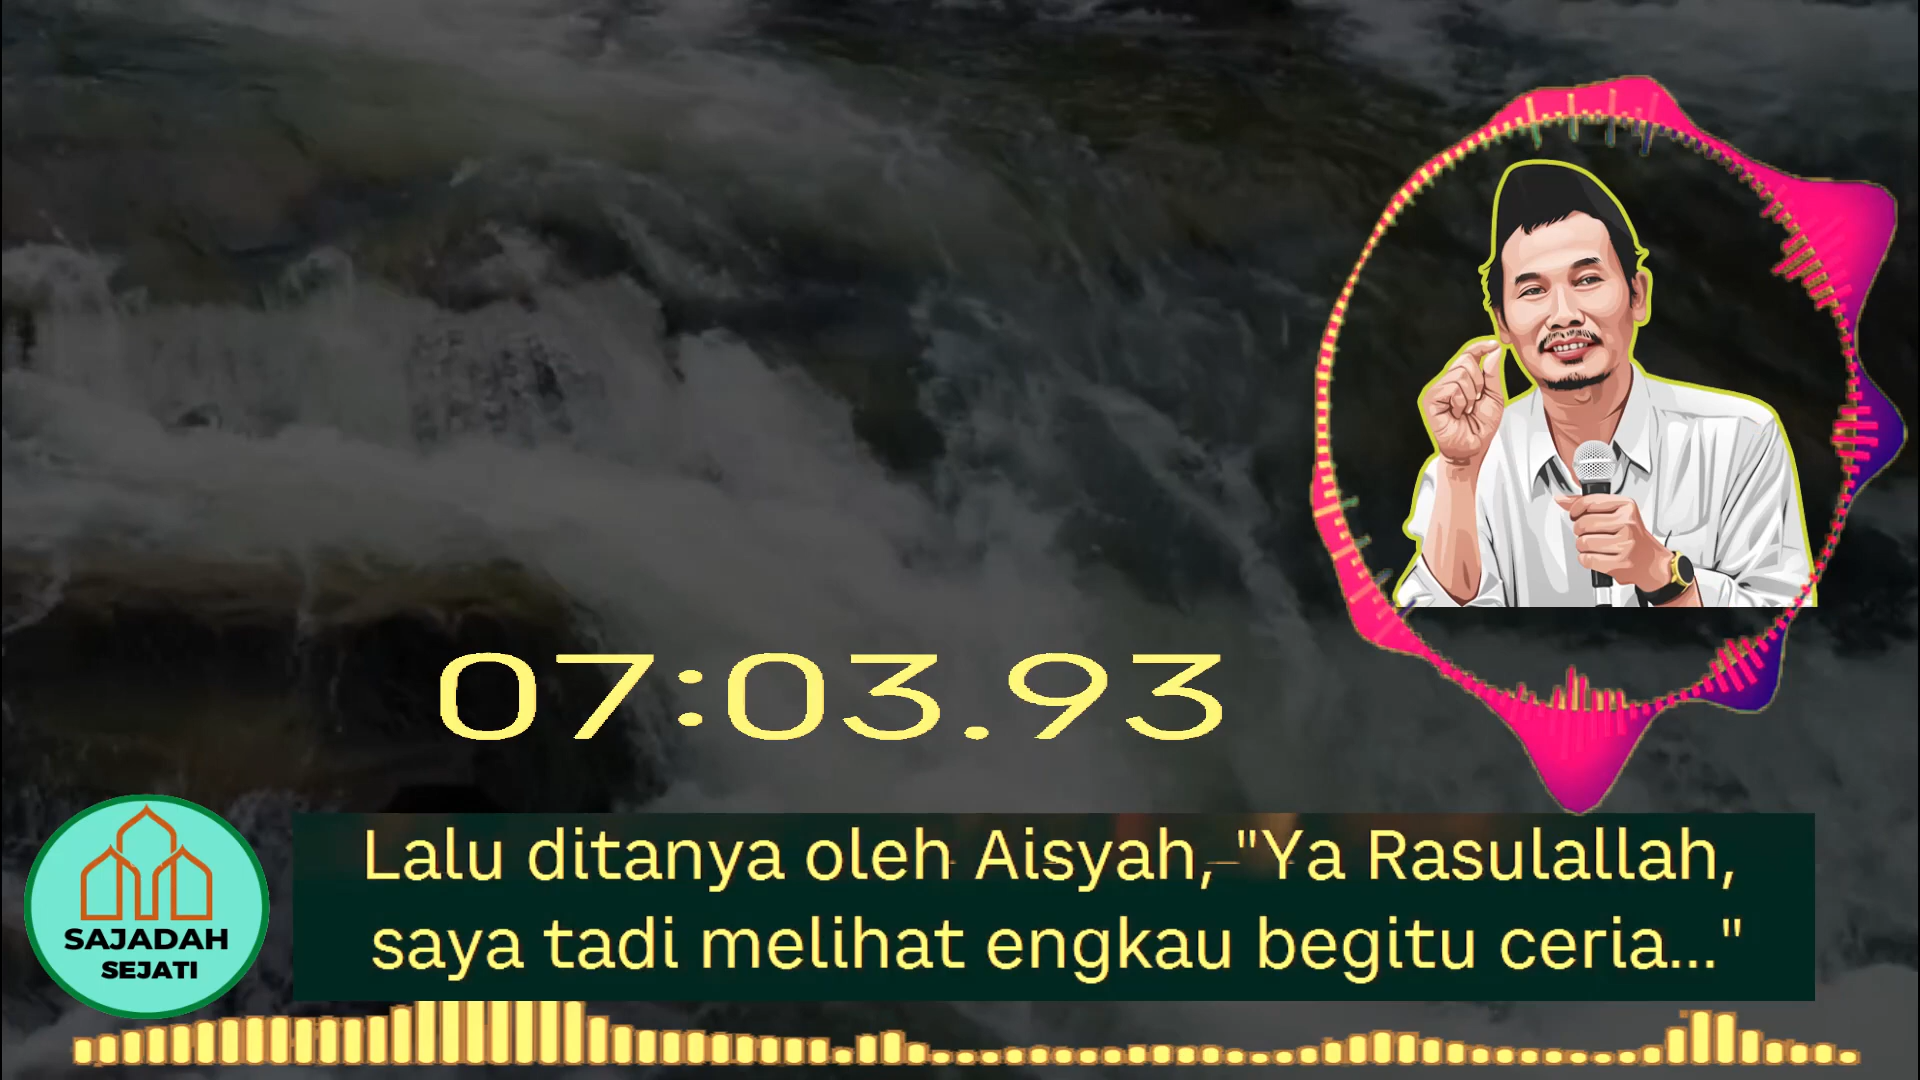 07:03.93
SAJADAH
SEJATI
Lalu ditanya oleh Aisyah, "Ya Rasulallah,
saya tadi melihat engkau begitu ceria..."